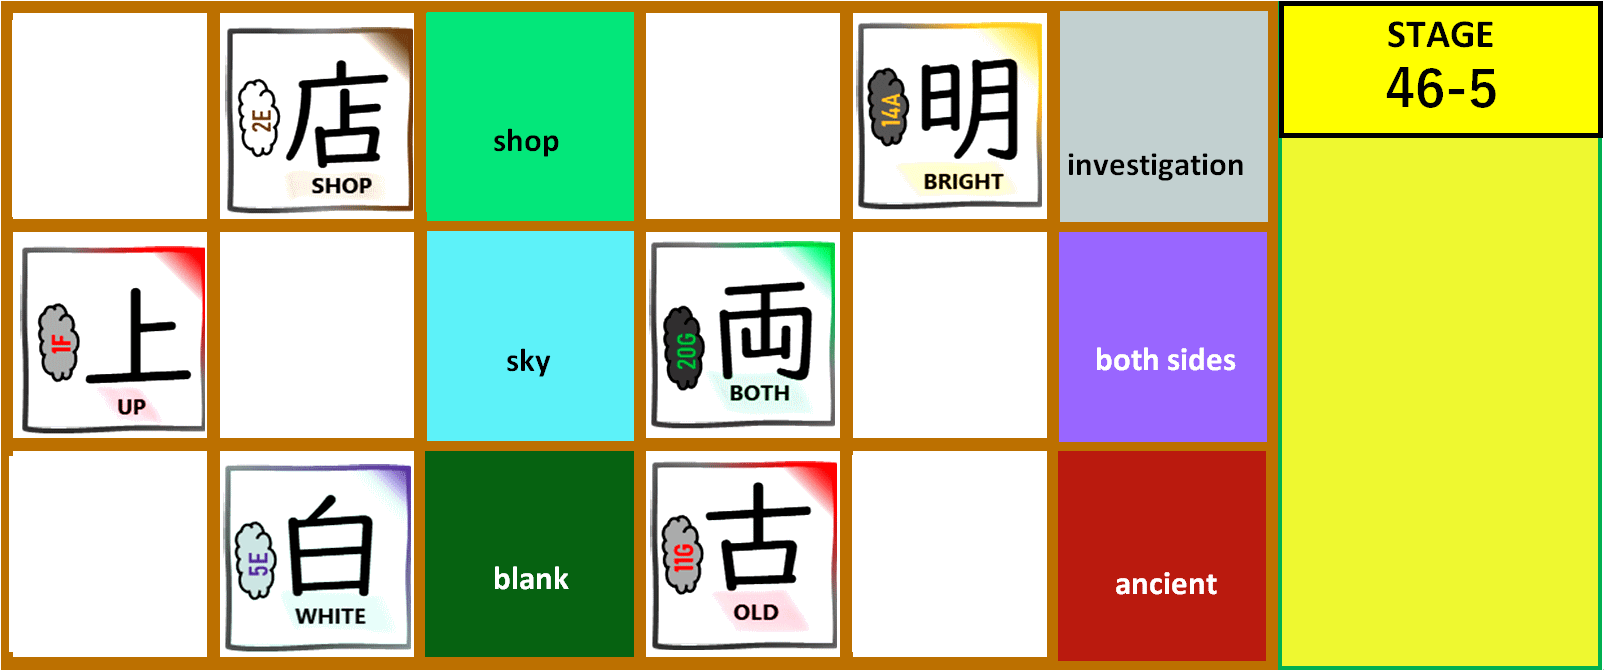 2E
店
SHOP
shop
14A
明
BRIGHT
investigation
STAGE
46-5
1F
上
UP
sky
20G
両
BOTH
both sides
5E
白
WHITE
blank
11G
古
OLD
ancient